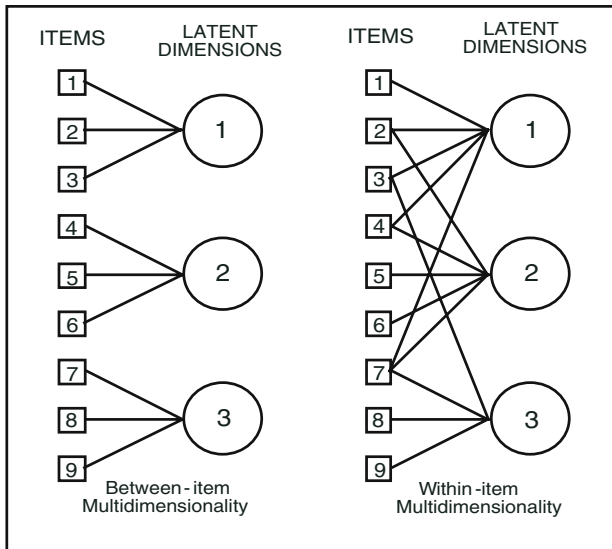 ITEMS
LATENT
DIMENSIONS
1
2
3
4
5
6
7
8
9
1
2
3
Between-item
Multidimensionality
ITEMS
LATENT
DIMENSIONS
1
2
3
4
5
6
7
8
9
1
2
3
Within-item
Multidimensionality